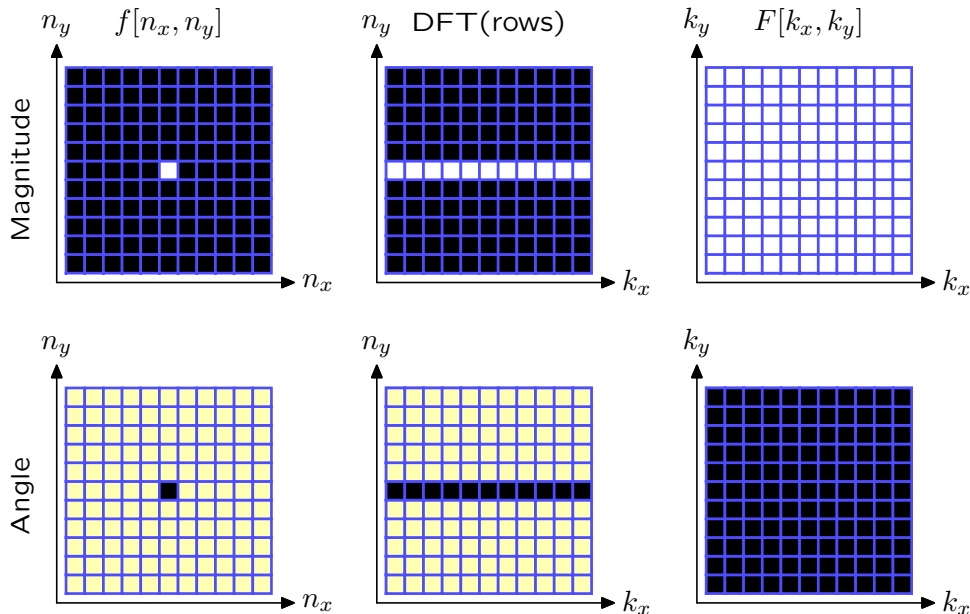 n_y f[n_x, n_y] n_y DFT(rows) k_y F[k_x, k_y]
Magnitude
n_x k_x k_x
n_y n_y k_y
Angle
n_x k_x k_x